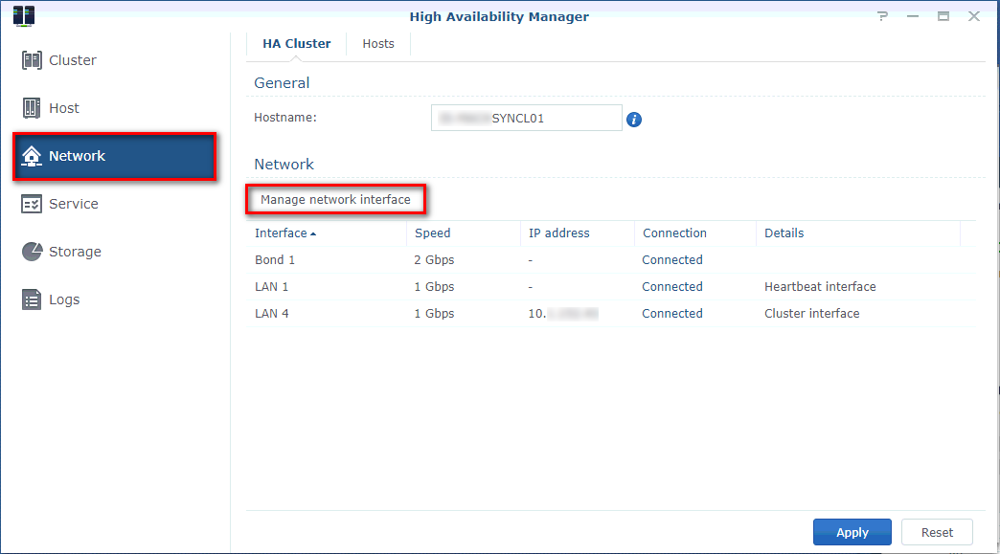 High Availability Manager
Cluster
Host
Network
Service
Storage
Logs
HA Cluster Hosts
General
Hostname: SYNCL01
Network
Manage network interface
Interface Speed IP address Connection Details
Bond 1 2 Gbps - Connected
LAN 1 1 Gbps - Connected Heartbeat interface
LAN 4 1 Gbps 10. Connected Cluster interface
Apply Reset